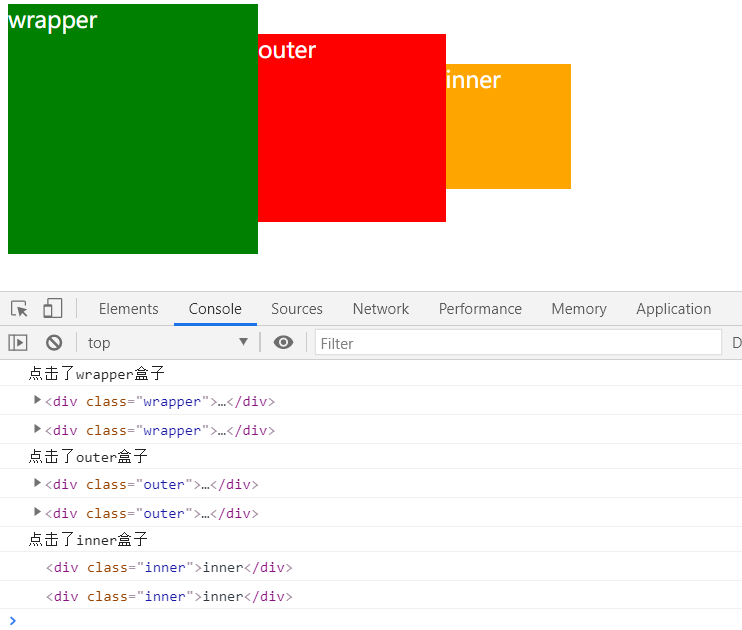 wrapper
outer
inner
Elements Console Sources Network Performance Memory Application
top Filter D
点击了wrapper盒子
<div class="wrapper">…</div>
<div class="wrapper">…</div>
点击了outer盒子
<div class="outer">…</div>
<div class="outer">…</div>
点击了inner盒子
<div class="inner">inner</div>
<div class="inner">inner</div>